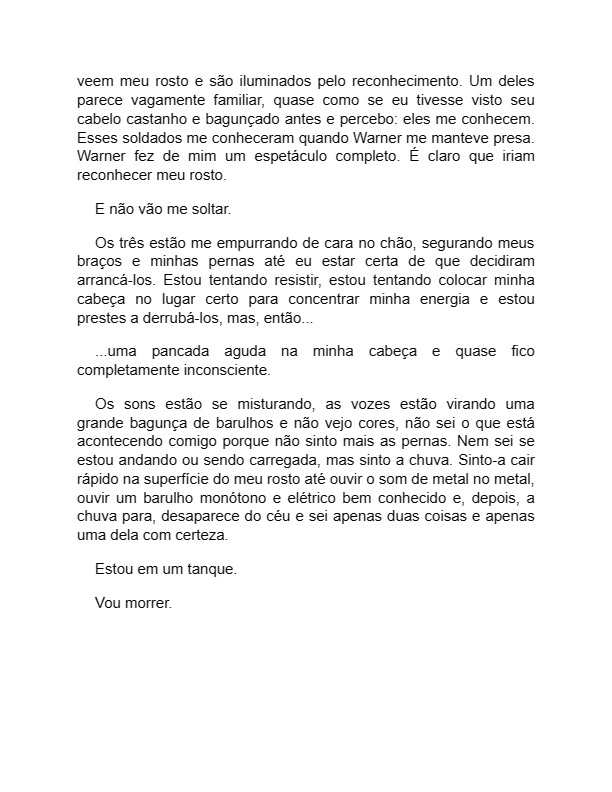 veem meu rosto e são iluminados pelo reconhecimento. Um deles
parece vagamente familiar, quase como se eu tivesse visto seu
cabelo castanho e bagunçado antes e percebo: eles me conhecem.
Esses soldados me conheceram quando Warner me manteve presa.
Warner fez de mim um espetáculo completo. É claro que iriam
reconhecer meu rosto.
E não vão me soltar.
Os três estão me empurrando de cara no chão, segurando meus
braços e minhas pernas até eu estar certa de que decidiram
arrancá-los. Estou tentando resistir, estou tentando colocar minha
cabeça no lugar certo para concentrar minha energia e estou
prestes a derrubá-los, mas, então...
...uma pancada aguda na minha cabeça e quase fico
completamente inconsciente.
Os sons estão se misturando, as vozes estão virando uma
grande bagunça de barulhos e não vejo cores, não sei o que está
acontecendo comigo porque não sinto mais as pernas. Nem sei se
estou andando ou sendo carregada, mas sinto a chuva. Sinto-a cair
rápido na superfície do meu rosto até ouvir o som de metal no metal,
ouvir um barulho monótono e elétrico bem conhecido e, depois, a
chuva para, desaparece do céu e sei apenas duas coisas e apenas
uma dela com certeza.
Estou em um tanque.
Vou morrer.